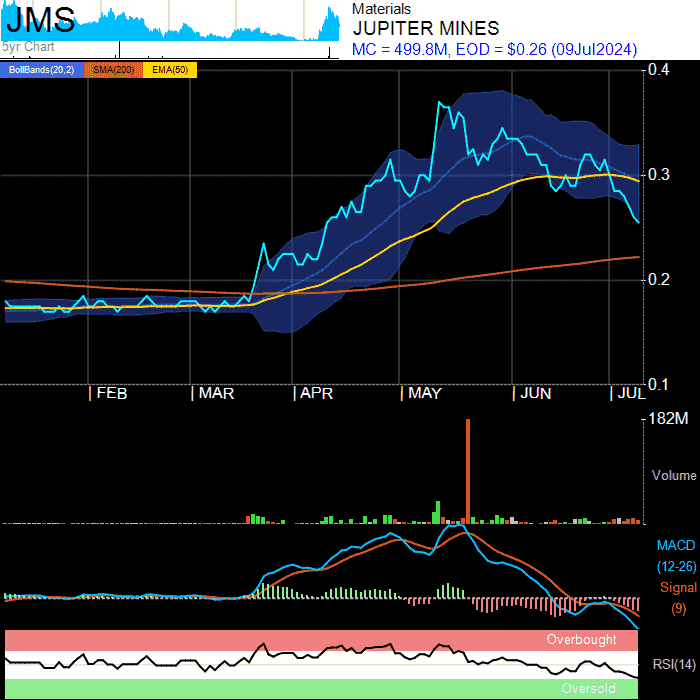 JMS
5yr Chart
Materials
JUPITER MINES
MC = 499.8M, EOD = $0.26 (09Jul2024)
BollBands(20,2) SMA(200) EMA(50)
0.4
0.3
0.2
0.1
| FEB | MAR | APR | MAY | JUN | JUL
182M
Volume
MACD
(12-26)
Signal
(9)
Overbought
RSI(14)
Oversold